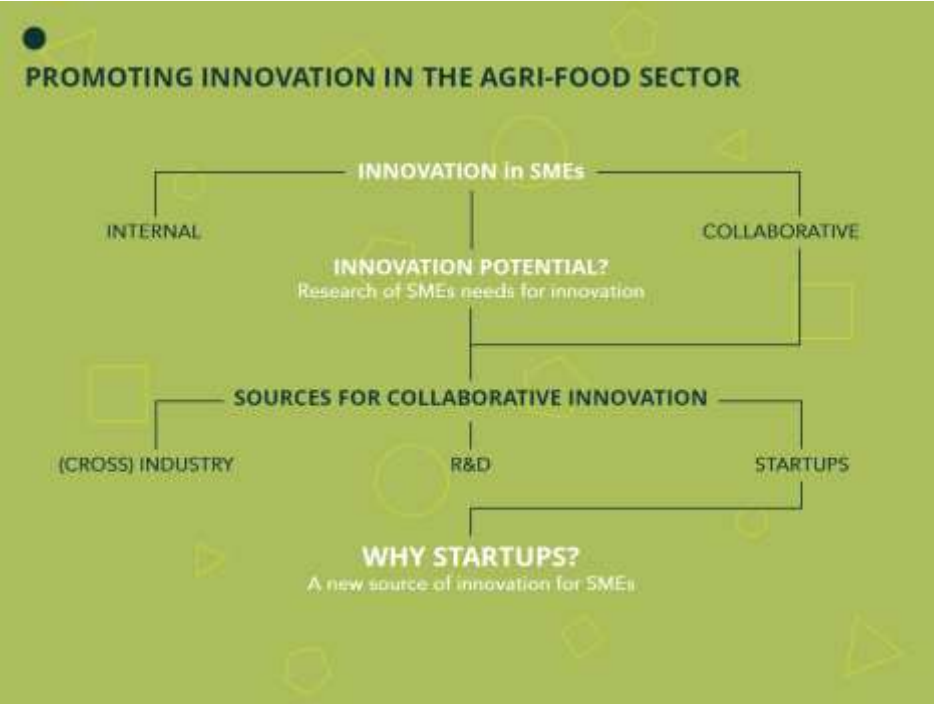 PROMOTING INNOVATION IN THE AGRI-FOOD SECTOR
INNOVATION in SMEs
INTERNAL
COLLABORATIVE
INNOVATION POTENTIAL?
Research of SMEs needs for innovation
SOURCES FOR COLLABORATIVE INNOVATION
(CROSS) INDUSTRY
R&D
STARTUPS
WHY STARTUPS?
A new source of innovation for SMEs